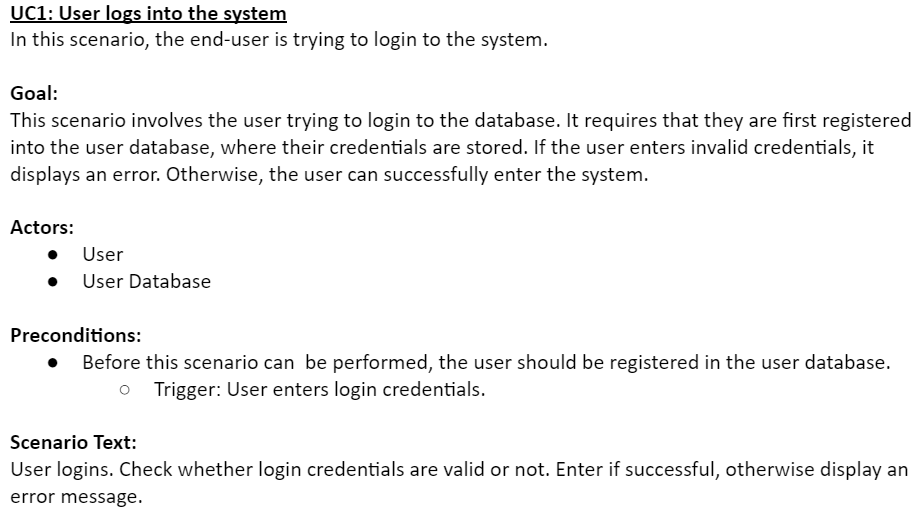 UC1: User logs into the system
In this scenario, the end-user is trying to login to the system.
Goal:
This scenario involves the user trying to login to the database. It requires that they are first registered
into the user database, where their credentials are stored. If the user enters invalid credentials, it
displays an error. Otherwise, the user can successfully enter the system.
Actors:
● User
● User Database
Preconditions:
● Before this scenario can  be performed, the user should be registered in the user database.
○ Trigger: User enters login credentials.
Scenario Text:
User logins. Check whether login credentials are valid or not. Enter if successful, otherwise display an
error message.